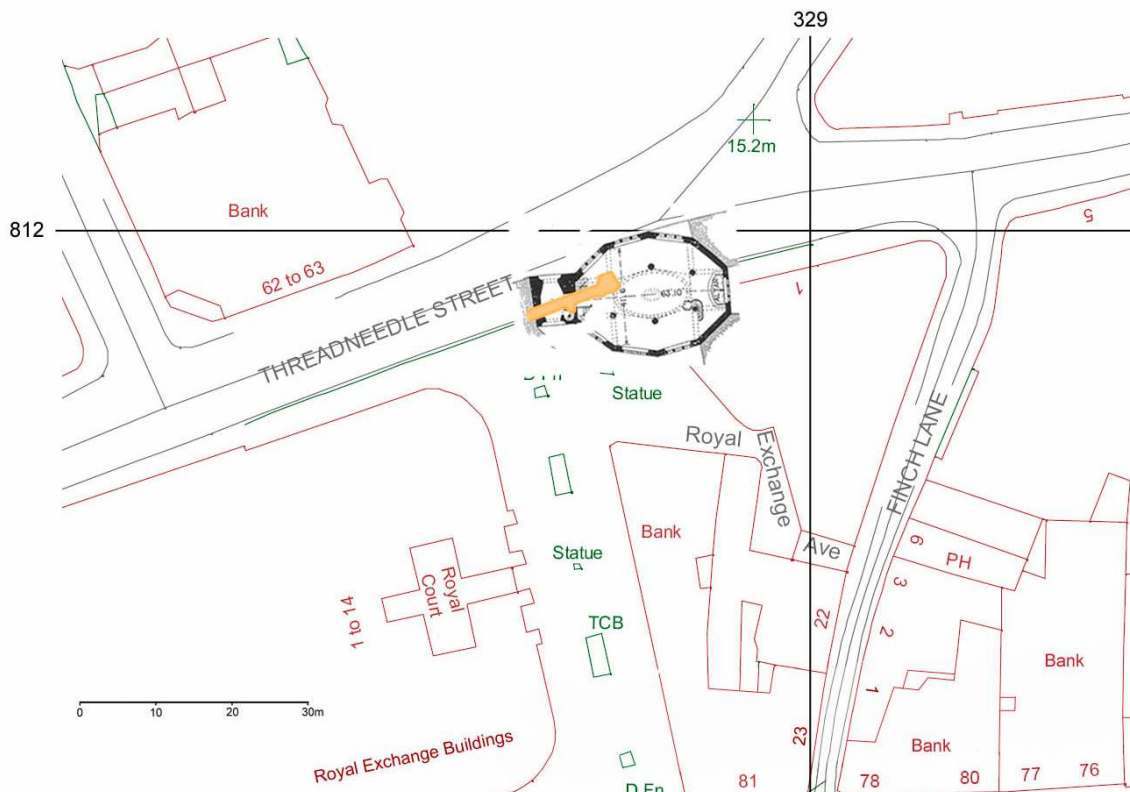 329
15.2m
812
Bank
62 to 63
5
1
THREADNEEDLE STREET
63.10
Statue
Royal Exchange Ave
FINCH LANE
Bank
Statue
6
PH
3
Royal Court
1 to 14
TCB
22
2
Bank
1
0 10 20 30m
23
Royal Exchange Buildings
Bank
81
78
80
77
76